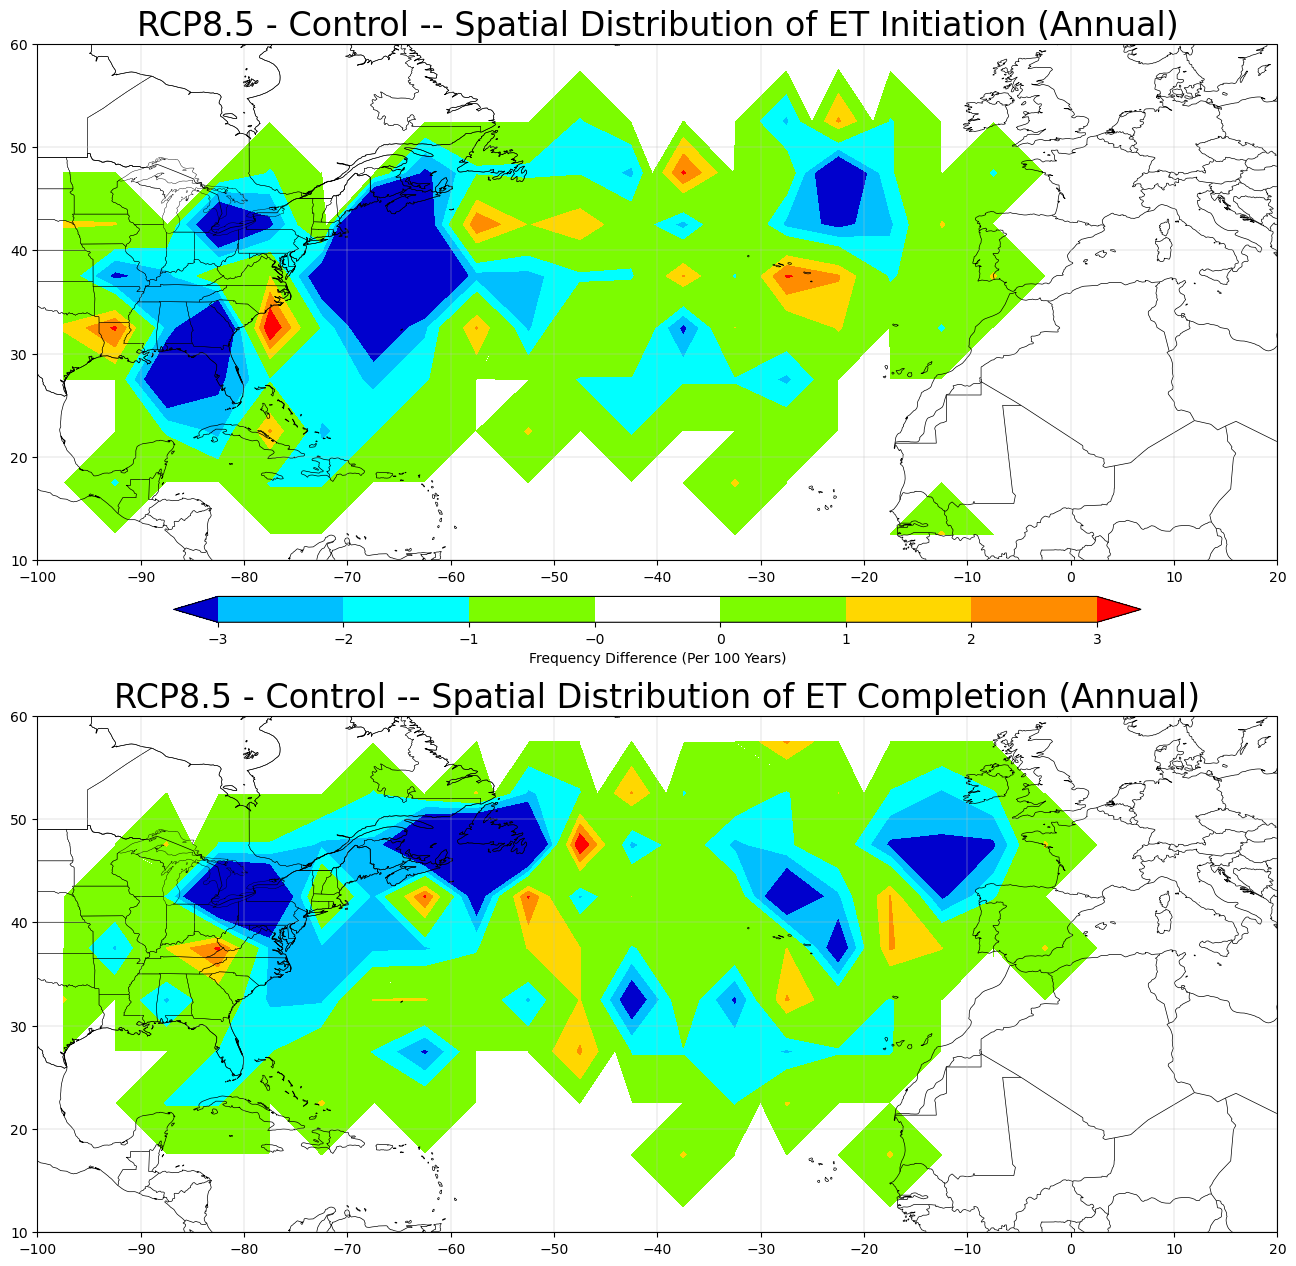 RCP8.5 - Control -- Spatial Distribution of ET Initiation (Annual)
60
50
40
30
20
10
−100 −90 −80 −70 −60 −50 −40 −30 −20 −10 0 10 20
−3 −2 −1 −0 0 1 2 3
Frequency Difference (Per 100 Years)
RCP8.5 - Control -- Spatial Distribution of ET Completion (Annual)
60
50
40
30
20
10
−100 −90 −80 −70 −60 −50 −40 −30 −20 −10 0 10 20